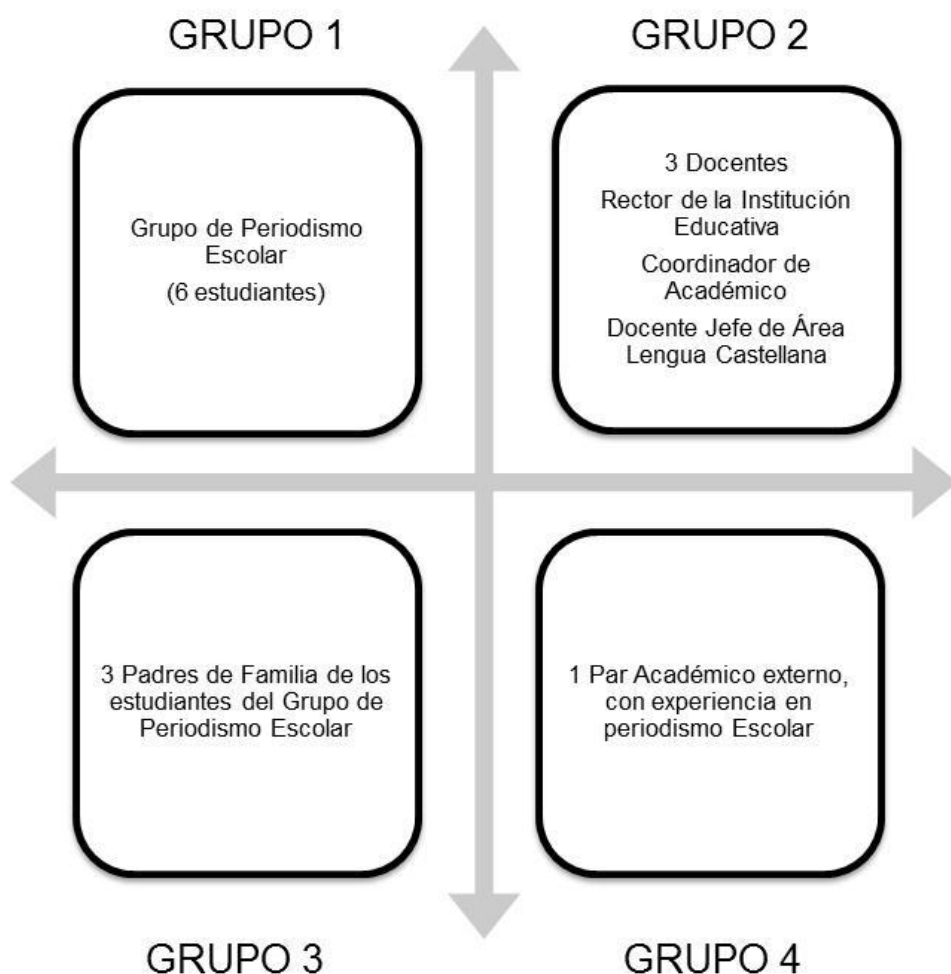 GRUPO 1
GRUPO 2
Grupo de Periodismo
Escolar
(6 estudiantes)
3 Docentes
Rector de la Institución
Educativa
Coordinador de
Académico
Docente Jefe de Área
Lengua Castellana
3 Padres de Familia de los
estudiantes del Grupo de
Periodismo Escolar
1 Par Académico externo,
con experiencia en
periodismo Escolar
GRUPO 3
GRUPO 4